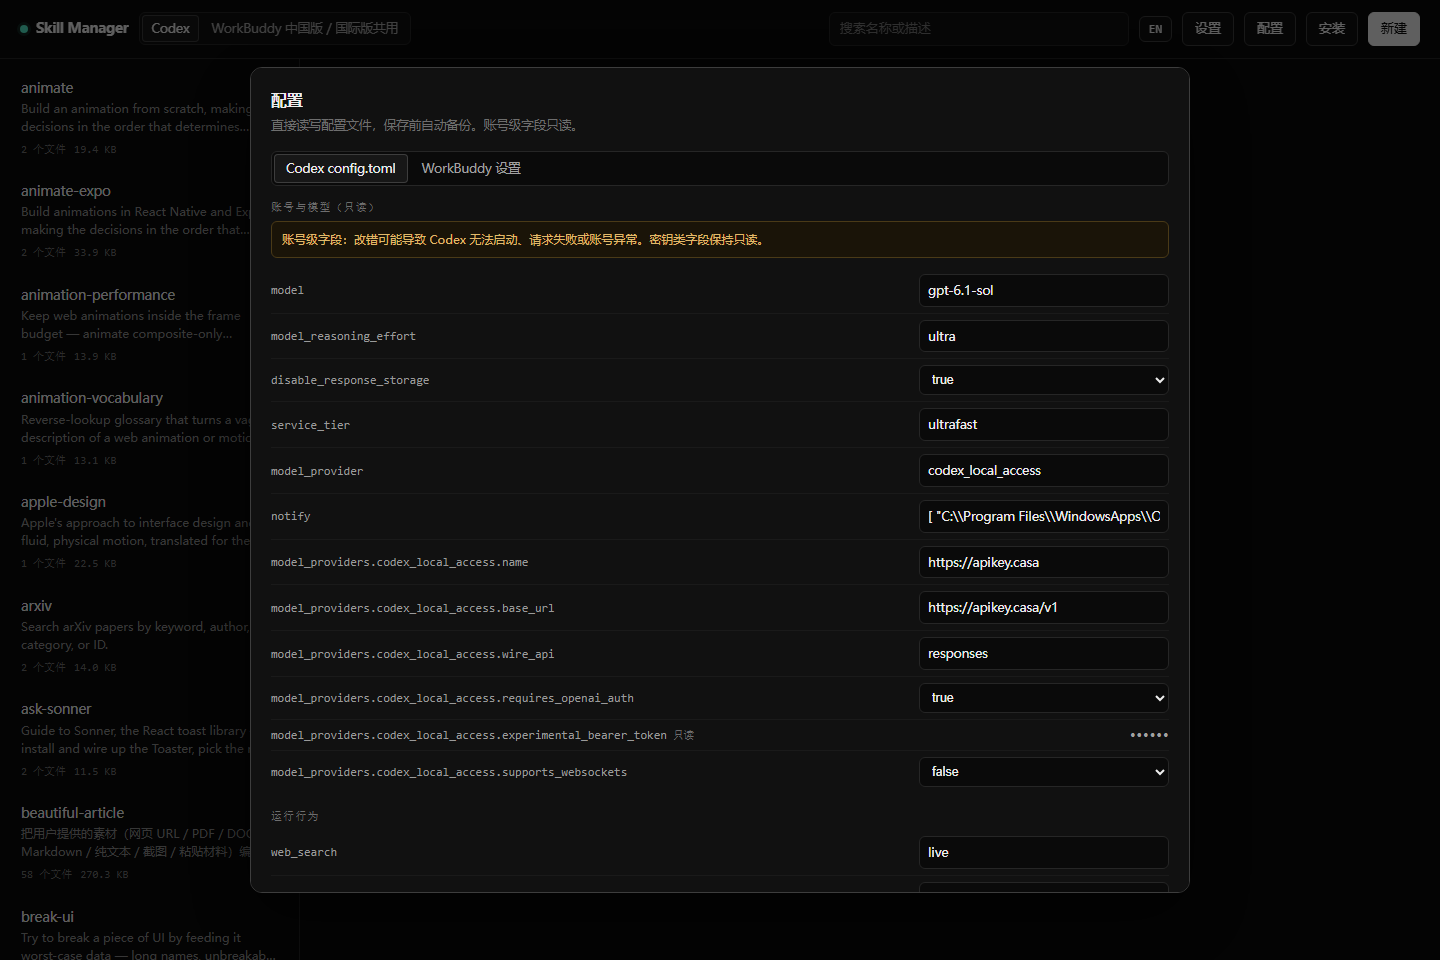 Skill Manager
Codex
WorkBuddy 中国版 / 国际版共用
搜索名称或描述
EN
设置
配置
安装
新建
animate
Build an animation from scratch, making
decisions in the order that determines...
2 个文件 19.4 KB
animate-expo
Build animations in React Native and
making the decisions in the order that...
2 个文件 33.9 KB
animation-performance
Keep web animations inside the frame
budget — animate composite-only...
1 个文件 13.9 KB
animation-vocabulary
Reverse-lookup glossary that turns a
description of a web animation or
1 个文件 13.1 KB
apple-design
Apple's approach to interface design
fluid, physical motion, translated for the
1 个文件 22.5 KB
arxiv
Search arXiv papers by keyword, author,
category, or ID.
2 个文件 14.0 KB
ask-sonner
Guide to Sonner, the React toast library
install and wire up the Toaster, pick the
2 个文件 11.5 KB
beautiful-article
把用户提供的素材（网页 URL / PDF /
Markdown / 纯文本 / 截图 / 粘贴材料）
58 个文件 270.3 KB
break-ui
Try to break a piece of UI by feeding it
worst-case data — long names, unbreakab...
配置
直接读写配置文件，保存前自动备份。账号级字段只读。
Codex config.toml
WorkBuddy 设置
账号与模型（只读）
账号级字段：改错可能导致 Codex 无法启动、请求失败或账号异常。密钥类字段保持只读。
model
gpt-6.1-sol
model_reasoning_effort
ultra
disable_response_storage
true
service_tier
ultrafast
model_provider
codex_local_access
notify
[ "C:\\Program Files\\WindowsApps\\O
model_providers.codex_local_access.name
https://apikey.casa
model_providers.codex_local_access.base_url
https://apikey.casa/v1
model_providers.codex_local_access.wire_api
responses
model_providers.codex_local_access.requires_openai_auth
true
model_providers.codex_local_access.experimental_bearer_token 只读
••••••
model_providers.codex_local_access.supports_websockets
false
运行行为
web_search
live